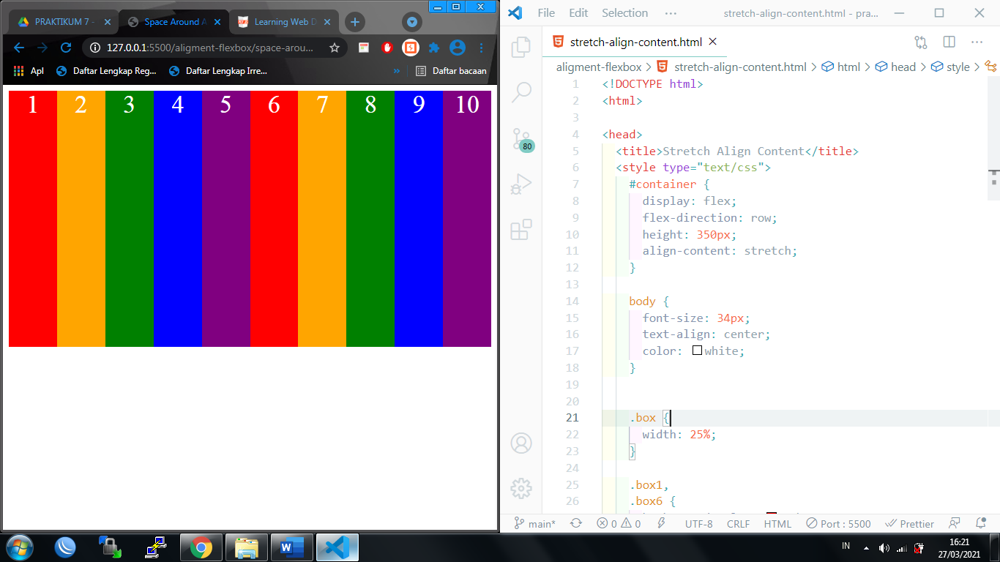 PRAKTIKUM 7 -
Space Around A
Learning Web D
127.0.0.1:5500/aligment-flexbox/space-arou...
Apl
Daftar Lengkap Reg...
Daftar Lengkap Irre...
»
Daftar bacaan
1 2 3 4 5 6 7 8 9 10
File Edit Selection ··· stretch-align-content.html - pra...
stretch-align-content.html
aligment-flexbox > stretch-align-content.html > html > head > style >
1 <!DOCTYPE html>
2 <html>
3
4 <head>
5 <title>Stretch Align Content</title>
6 <style type="text/css">
7 #container {
8 display: flex;
9 flex-direction: row;
10 height: 350px;
11 align-content: stretch;
12 }
13
14 body {
15 font-size: 34px;
16 text-align: center;
17 color: white;
18 }
19
20
21 .box {
22 width: 25%;
23 }
24
25 .box1,
26 .box6 {
80
main* 0 0 UTF-8 CRLF HTML Port : 5500 Prettier
IN
16:21
27/03/2021